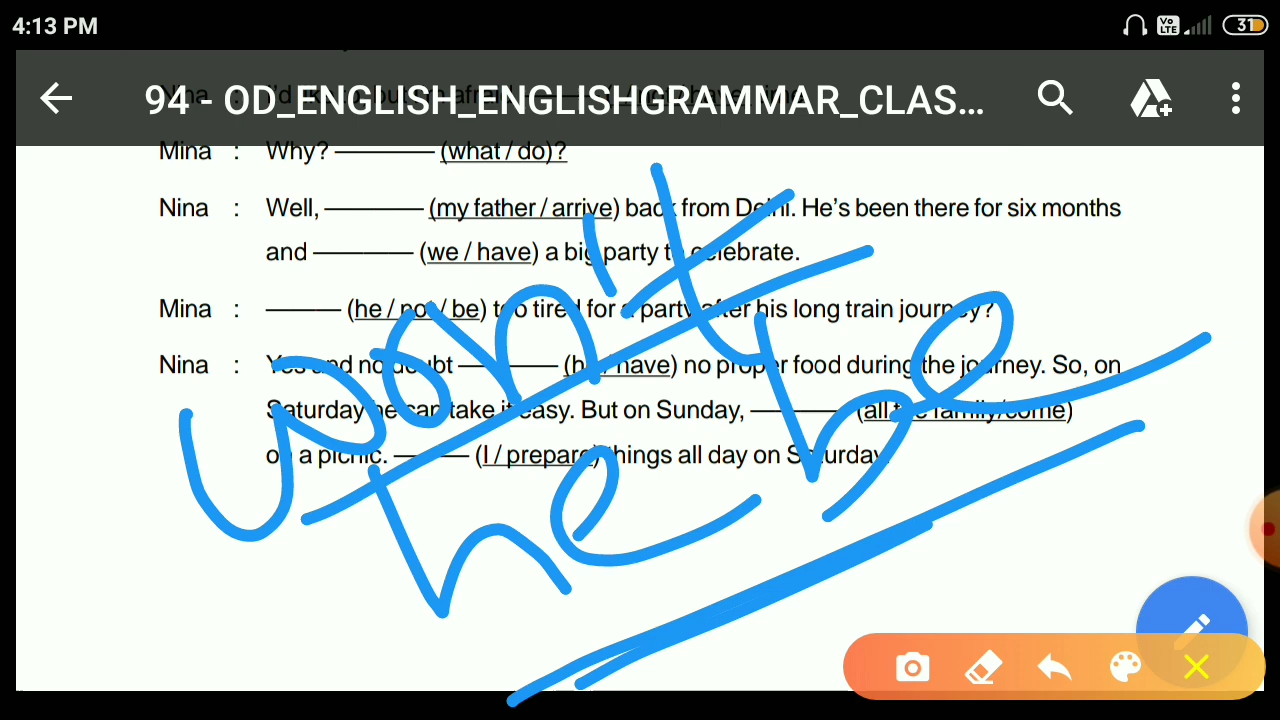 4:13 PM
Vo LTE
31
94 - OD_ENGLISH_ENGLISHGRAMMAR_CLAS...
Nina :
Mina : Why? ———— (what / do)?
Nina : Well, ———— (my father / arrive) back from Delhi. He's been there for six months
and ———— (we / have) a big party to celebrate.
Mina : ——— (he / not / be) too tired for a party after his long train journey?
Nina : Yes and no doubt ———— (he / have) no proper food during the journey. So, on
Saturday he can take it easy. But on Sunday, ———— (all the family/come)
on a picnic. ——— (I / prepare) things all day on Saturday.
won't
he be